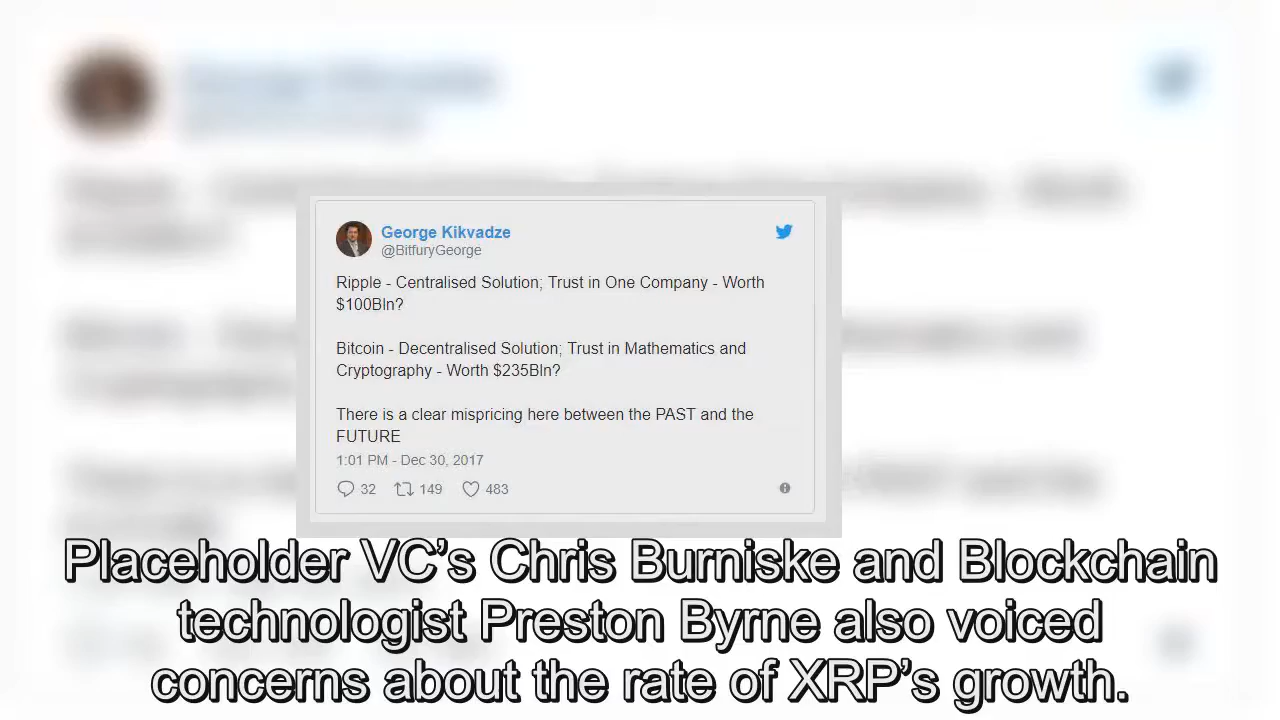 George Kikvadze
@BitfuryGeorge
Ripple - Centralised Solution; Trust in One Company - Worth
$100Bln?
Bitcoin - Decentralised Solution; Trust in Mathematics and
Cryptography - Worth $235Bln?
There is a clear mispricing here between the PAST and the
FUTURE
1:01 PM - Dec 30, 2017
32 149 483
Placeholder VC’s Chris Burniske and Blockchain
technologist Preston Byrne also voiced
concerns about the rate of XRP’s growth.